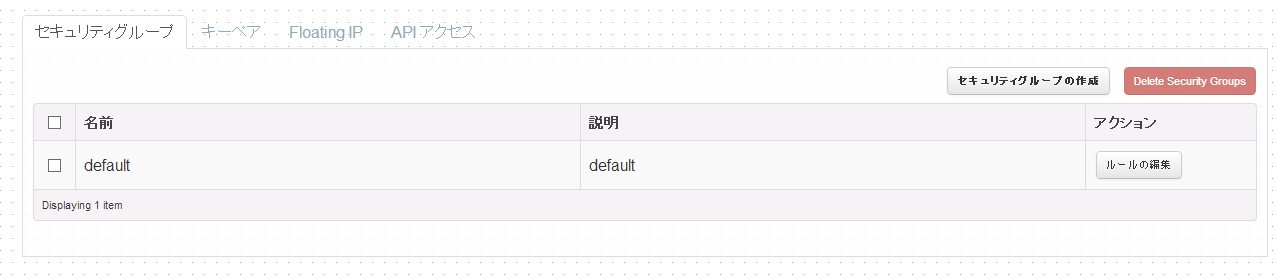 セキュリティグループ キーペア Floating IP API アクセス
セキュリティグループの作成 Delete Security Groups
名前 説明 アクション
default default ルールの編集
Displaying 1 item